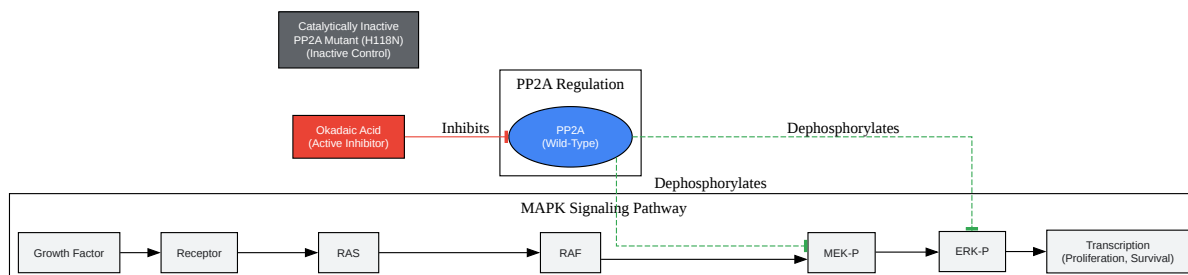 Catalytically Inactive
PP2A Mutant (H118N)
(Inactive Control)
PP2A Regulation
Okadaic Acid
(Active Inhibitor)
Inhibits
PP2A
(Wild-Type)
Dephosphorylates
Dephosphorylates
MAPK Signaling Pathway
Growth Factor
Receptor
RAS
RAF
MEK-P
ERK-P
Transcription
(Proliferation, Survival)